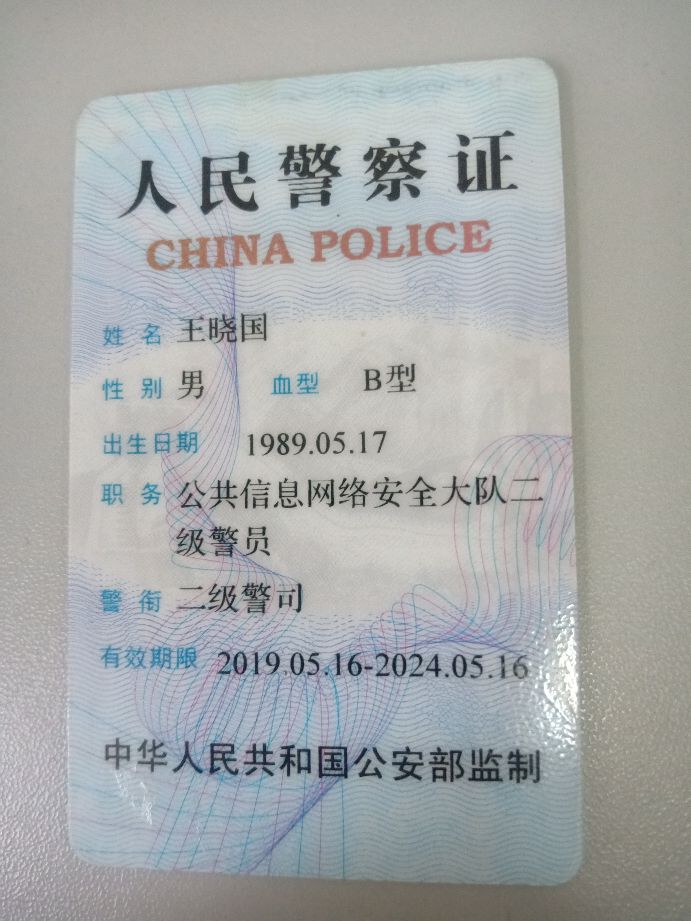 人民警察证
CHINA POLICE
姓名 王晓国
性别 男 血型 B型
出生日期 1989.05.17
职务 公共信息网络安全大队二
级警员
警衔 二级警司
有效期限 2019.05.16-2024.05.16
中华人民共和国公安部监制